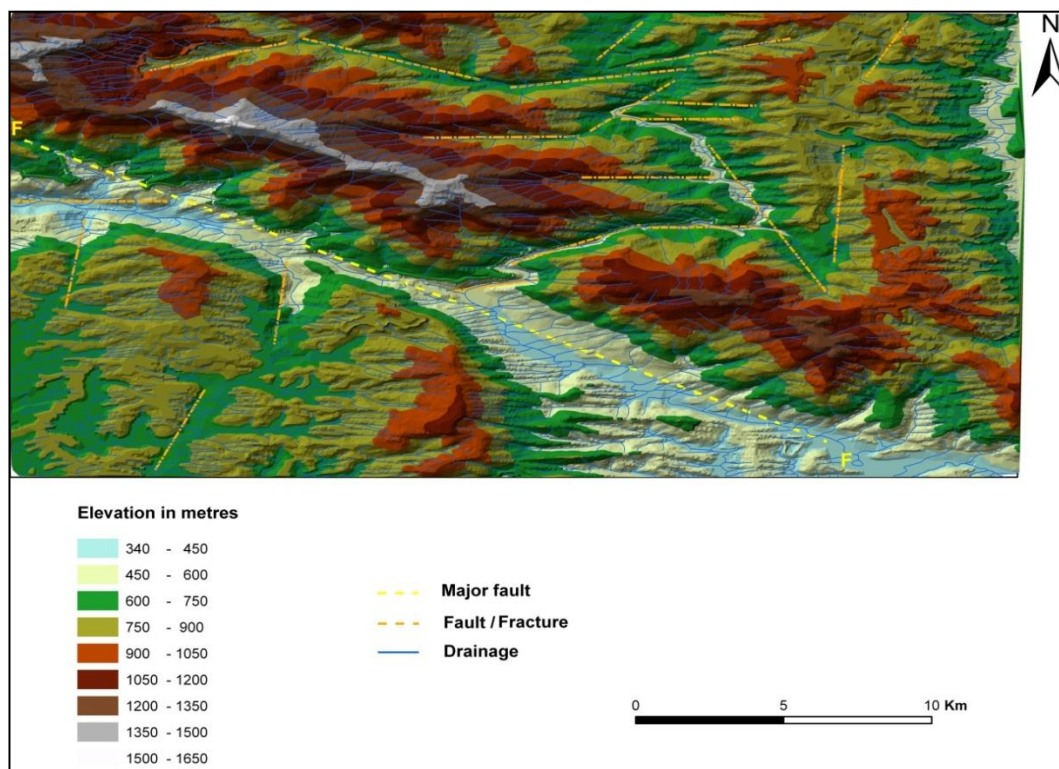 N
F
F
Elevation in metres
340 - 450
450 - 600
600 - 750
750 - 900
900 - 1050
1050 - 1200
1200 - 1350
1350 - 1500
1500 - 1650
Major fault
Fault / Fracture
Drainage
0 5 10 Km